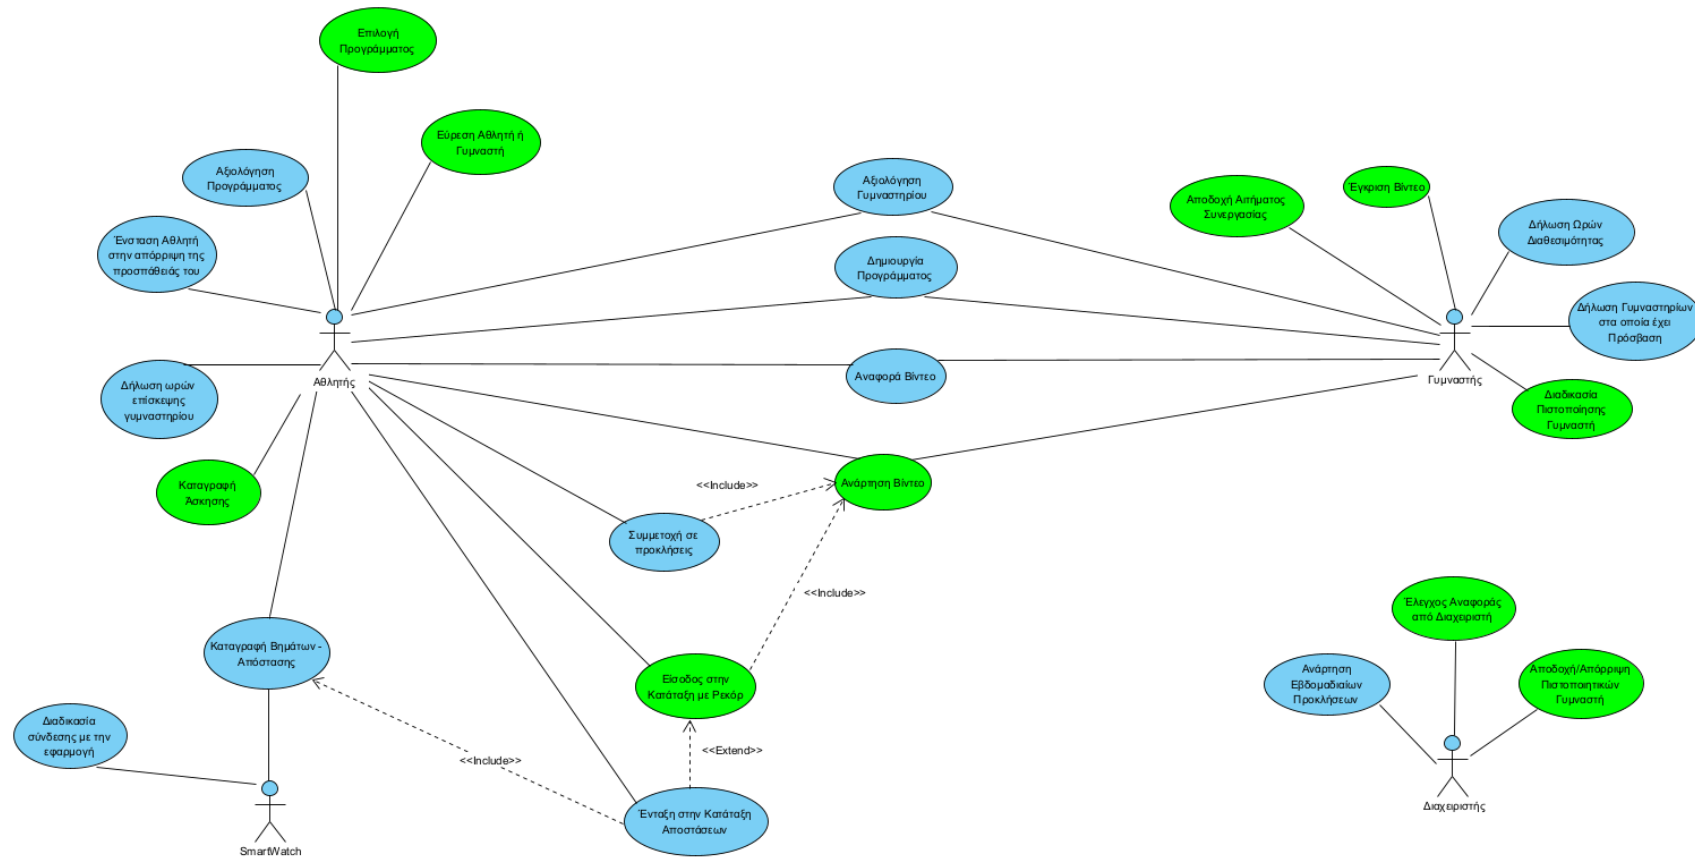 Επιλογή
Προγράμματος
Εύρεση Αθλητή ή
Γυμναστή
Αξιολόγηση
Προγράμματος
Ένσταση Αθλητή
στην απόρριψη της
προσπάθειάς του
Αξιολόγηση
Γυμναστηρίου
Δημιουργία
Προγράμματος
Αποδοχή Αιτήματος
Συνεργασίας
Έγκριση Βίντεο
Δήλωση Ωρών
Διαθεσιμότητας
Δήλωση Γυμναστηρίων
στα οποία έχει
Πρόσβαση
Αθλητής
Αναφορά Βίντεο
Γυμναστής
Δήλωση ωρών
επίσκεψης
γυμναστηρίου
Διαδικασία
Πιστοποίησης
Γυμναστή
Καταγραφή
Άσκησης
<<Include>>
Ανάρτηση Βίντεο
Συμμετοχή σε
προκλήσεις
<<Include>>
Έλεγχος Αναφοράς
από Διαχειριστή
Καταγραφή Βημάτων -
Απόστασης
Είσοδος στην
Κατάταξη με Ρεκόρ
Ανάρτηση
Εβδομαδιαίων
Προκλήσεων
Αποδοχή/Απόρριψη
Πιστοποιητικών
Γυμναστή
Διαδικασία
σύνδεσης με την
εφαρμογή
<<Include>>
<<Extend>>
Ένταξη στην Κατάταξη
Αποστάσεων
Διαχειριστής
SmartWatch